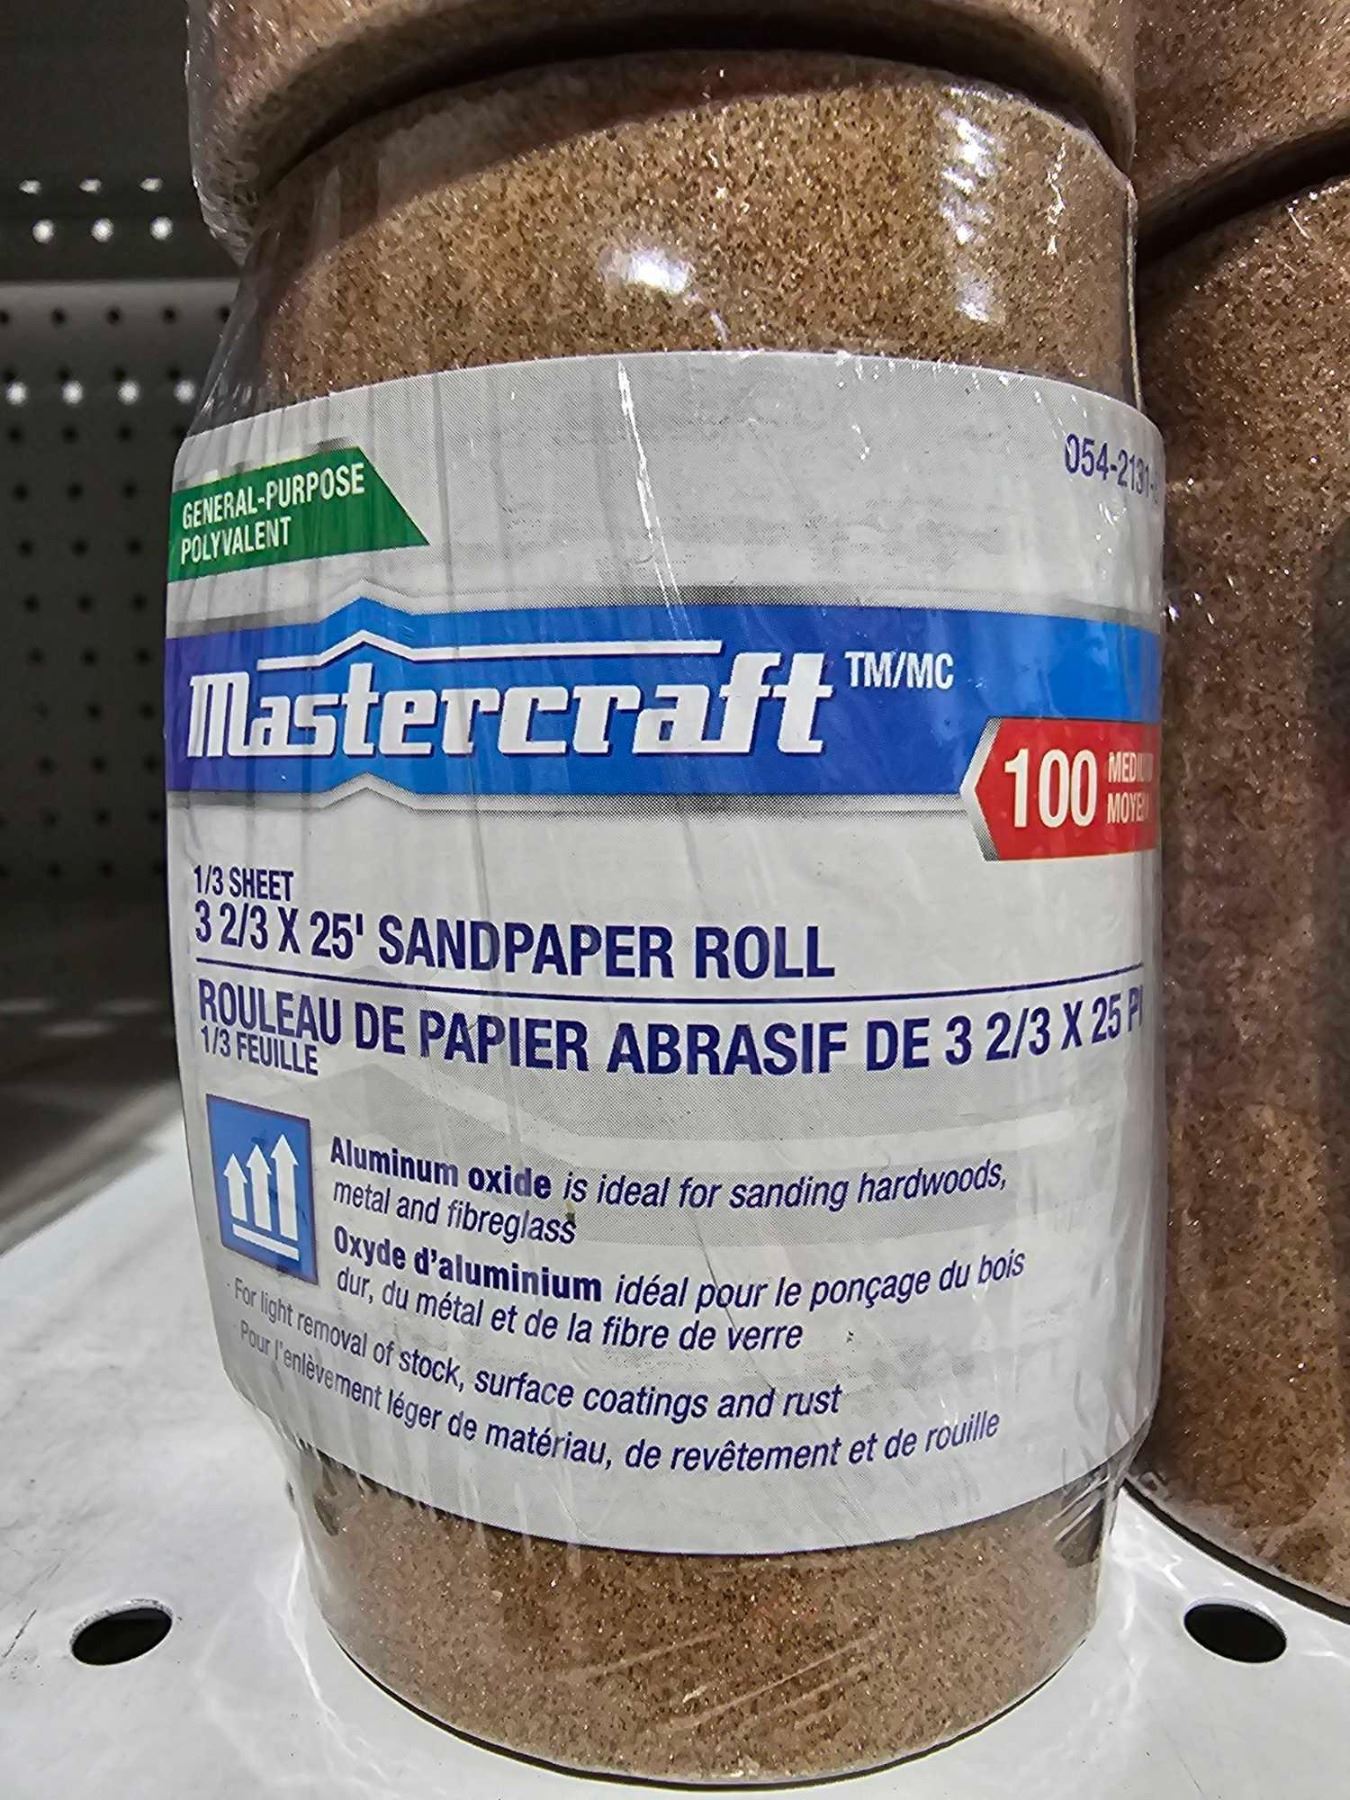 054-2131-
GENERAL-PURPOSE
POLYVALENT
Mastercraft TM/MC
100
1/3 SHEET
3 2/3 X 25' SANDPAPER ROLL
ROULEAU DE PAPIER ABRASIF DE 3 2/3 X 25 PI
1/3 FEUILLE
Aluminum oxide is ideal for sanding hardwoods,
metal and fibreglass
Oxyde d'aluminium idéal pour le ponçage du bois
dur, du métal et de la fibre de verre
· For light removal of stock, surface coatings and rust
· Pour l'enlèvement léger de matériau, de revêtement et de rouille